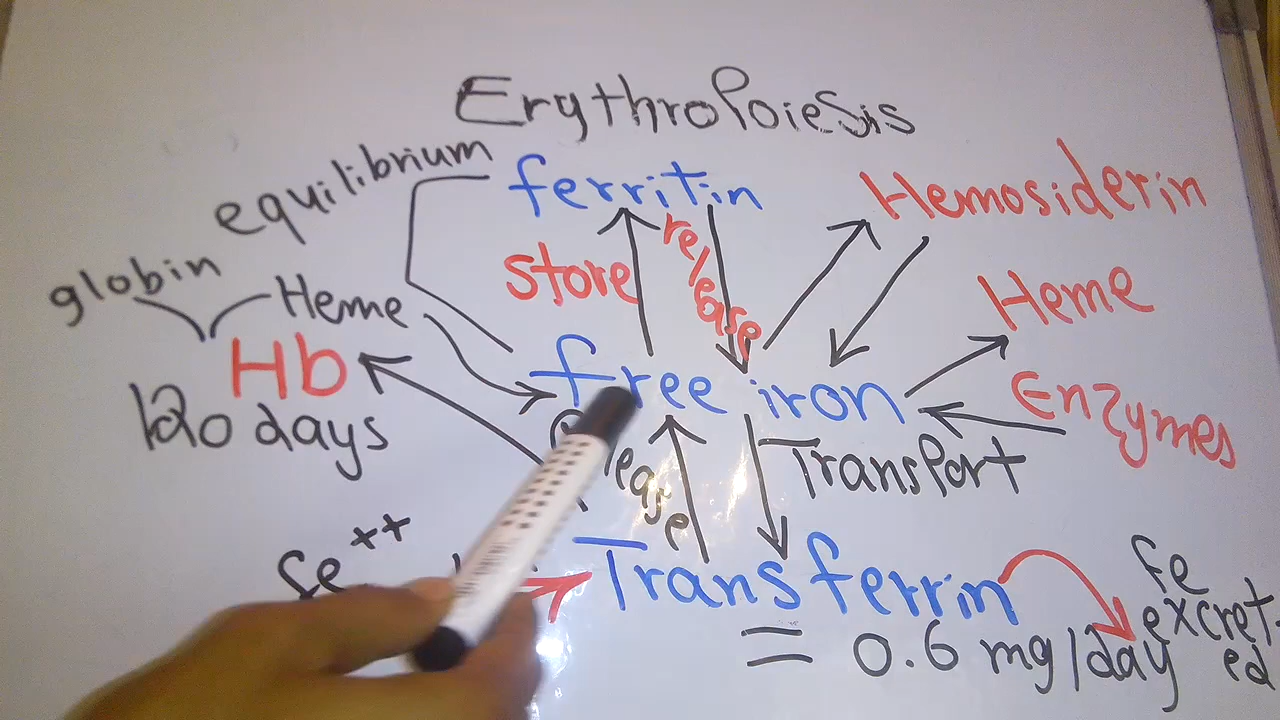 ErythroPoiesis
equilibrium
ferritin
Hemosiderin
globin
Heme
store
release
Heme
Hb
free iron
Enzymes
120 days
Transport
fe++
Transferrin
fe
excret-
ed
= 0.6 mg/day